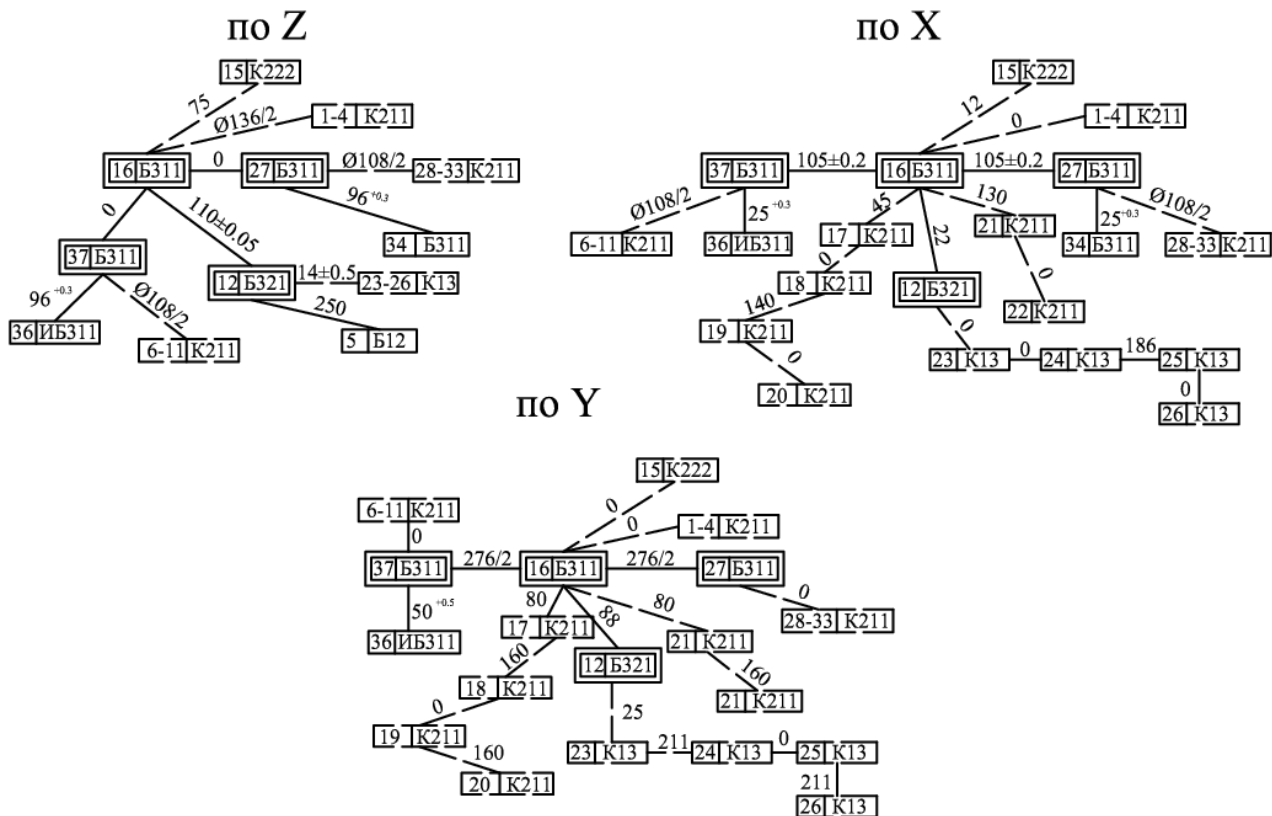 по Z
по X
15 К222
75
Ø136/2
1-4 К211
16 Б311
0
27 Б311
Ø108/2
28-33 К211
96 +0.3
34 Б311
0
110±0.05
37 Б311
12 Б321
14±0.5
23-26 К13
250
5 Б12
96 +0.3
Ø108/2
36 ИБ311
6-11 К211
15 К222
12
0
1-4 К211
37 Б311
105±0.2
16 Б311
105±0.2
27 Б311
Ø108/2
25 +0.3
6-11 К211
36 ИБ311
45
17 К211
0
18 К211
140
19 К211
0
20 К211
22
12 Б321
0
130
21 К211
0
22 К211
25 +0.3
Ø108/2
34 Б311
28-33 К211
23 К13
0
24 К13
186
25 К13
0
26 К13
по Y
15 К222
0
0
1-4 К211
6-11 К211
0
37 Б311
276/2
16 Б311
276/2
27 Б311
50 +0.5
36 ИБ311
0
28-33 К211
80
17 К211
88
80
21 К211
12 Б321
160
18 К211
160
21 К211
0
19 К211
160
20 К211
25
23 К13
211
24 К13
0
25 К13
211
26 К13